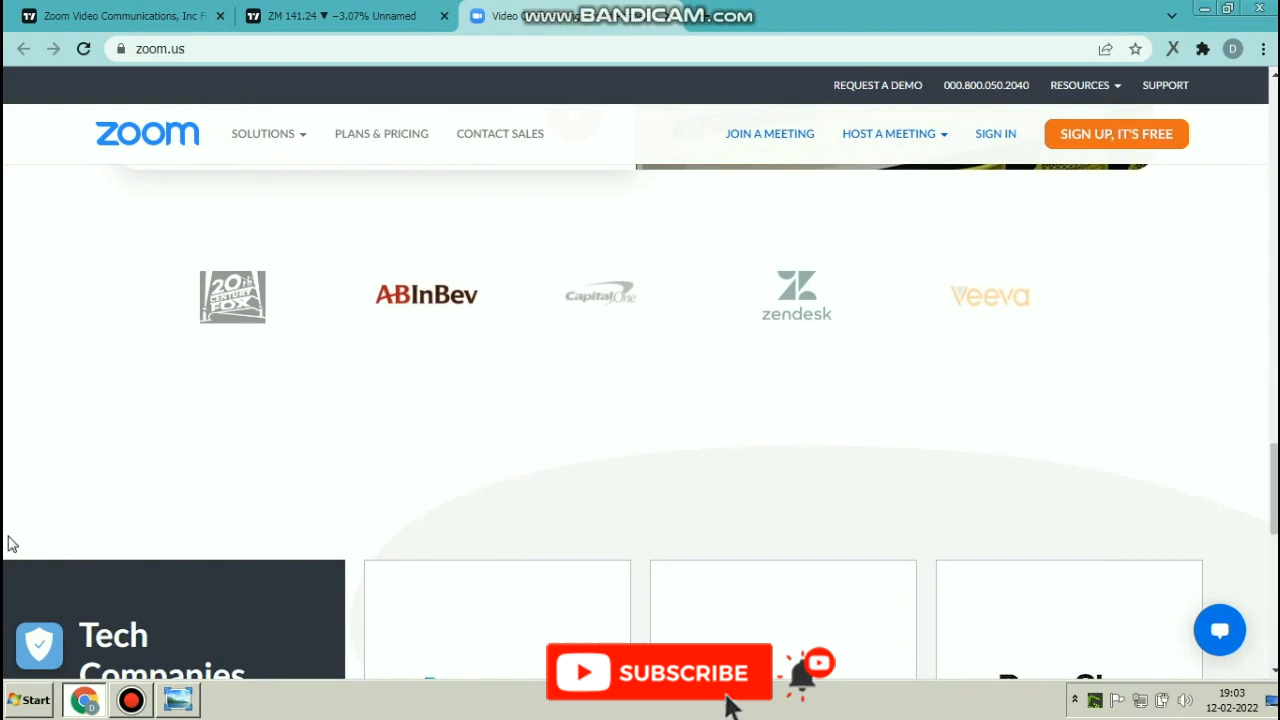 Zoom Video Communications, Inc F
ZM 141.24 ▼ −3.07% Unnamed
Video
WWW.BANDICAM.COM
zoom.us
D
REQUEST A DEMO
000.800.050.2040
RESOURCES
SUPPORT
zoom
SOLUTIONS
PLANS & PRICING
CONTACT SALES
JOIN A MEETING
HOST A MEETING
SIGN IN
SIGN UP, IT'S FREE
20th
CENTURY
FOX
ABInBev
CapitalOne
zendesk
Veeva
Tech
Companies
SUBSCRIBE
Start
19:03
12-02-2022